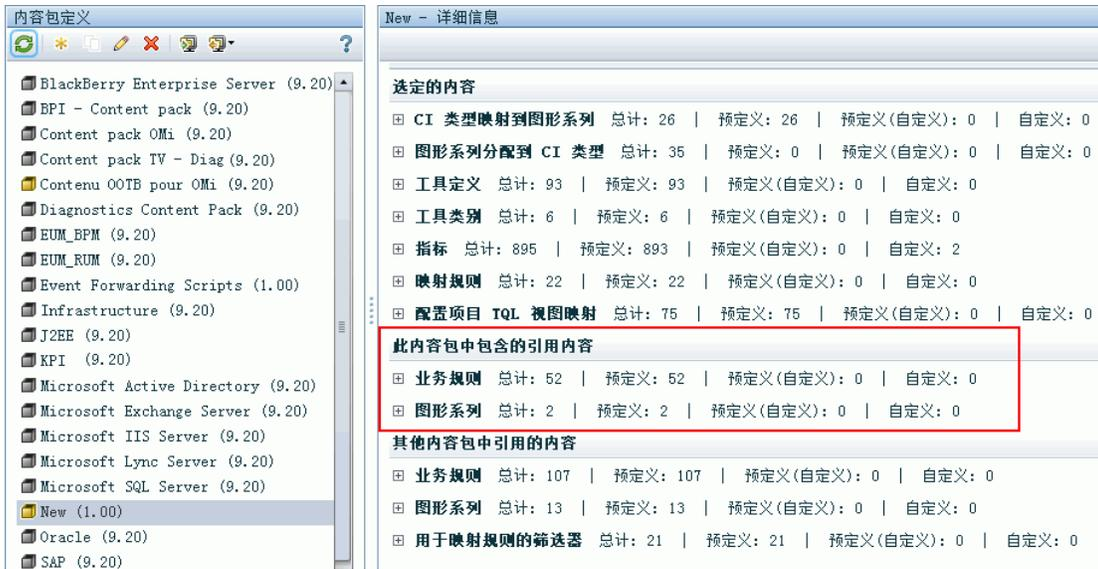 内容包定义
?
BlackBerry Enterprise Server (9.20)
BPI - Content pack (9.20)
Content pack OMi (9.20)
Content pack TV - Diag (9.20)
Contenu OOTB pour OMi (9.20)
Diagnostics Content Pack (9.20)
EUM_BPM (9.20)
EUM_RUM (9.20)
Event Forwarding Scripts (1.00)
Infrastructure (9.20)
J2EE (9.20)
KPI (9.20)
Microsoft Active Directory (9.20)
Microsoft Exchange Server (9.20)
Microsoft IIS Server (9.20)
Microsoft Lync Server (9.20)
Microsoft SQL Server (9.20)
New (1.00)
Oracle (9.20)
SAP (9.20)
New - 详细信息
选定的内容
CI 类型映射到图形系列 总计: 26 | 预定义: 26 | 预定义(自定义): 0 | 自定义: 0
图形系列分配到 CI 类型 总计: 35 | 预定义: 0 | 预定义(自定义): 0 | 自定义: 0
工具定义 总计: 93 | 预定义: 93 | 预定义(自定义): 0 | 自定义: 0
工具类别 总计: 6 | 预定义: 6 | 预定义(自定义): 0 | 自定义: 0
指标 总计: 895 | 预定义: 893 | 预定义(自定义): 0 | 自定义: 2
映射规则 总计: 22 | 预定义: 22 | 预定义(自定义): 0 | 自定义: 0
配置项目 TQL 视图映射 总计: 75 | 预定义: 75 | 预定义(自定义): 0 | 自定义: 0
此内容包中包含的引用内容
业务规则 总计: 52 | 预定义: 52 | 预定义(自定义): 0 | 自定义: 0
图形系列 总计: 2 | 预定义: 2 | 预定义(自定义): 0 | 自定义: 0
其他内容包中引用的内容
业务规则 总计: 107 | 预定义: 107 | 预定义(自定义): 0 | 自定义: 0
图形系列 总计: 13 | 预定义: 13 | 预定义(自定义): 0 | 自定义: 0
用于映射规则的筛选器 总计: 21 | 预定义: 21 | 预定义(自定义): 0 | 自定义: 0